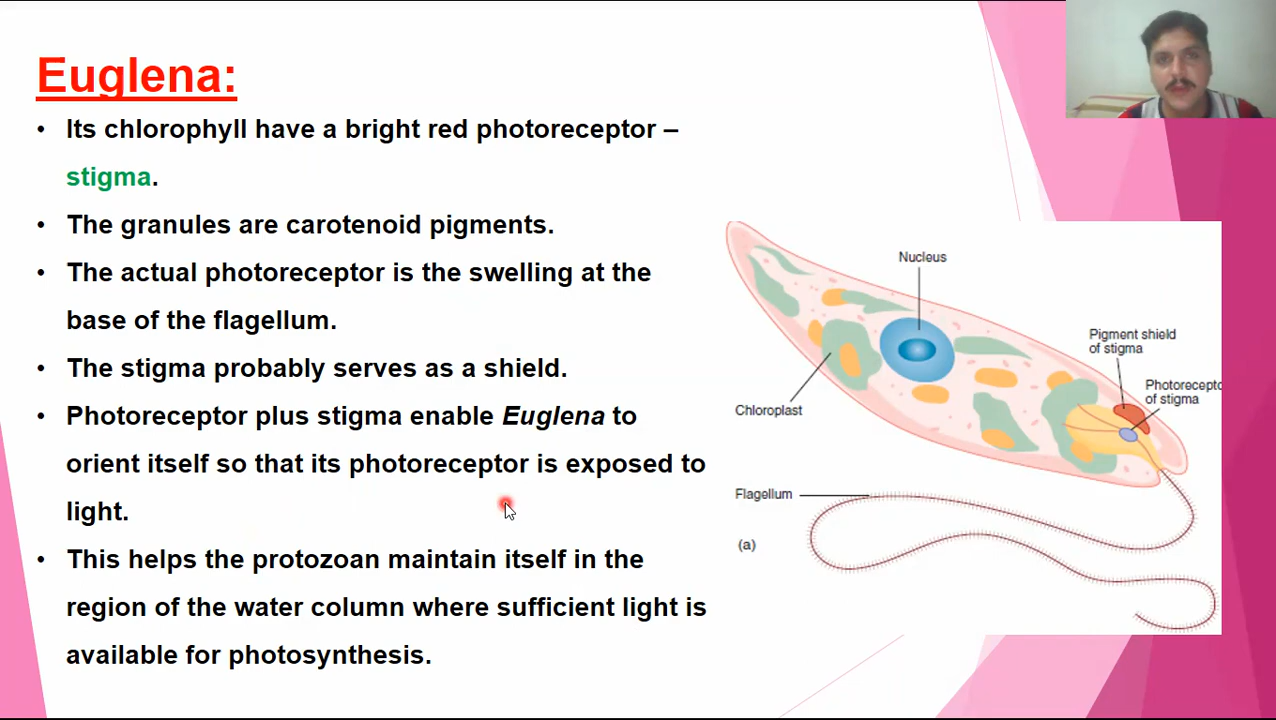 Euglena:
• Its chlorophyll have a bright red photoreceptor –
stigma.
• The granules are carotenoid pigments.
• The actual photoreceptor is the swelling at the
base of the flagellum.
• The stigma probably serves as a shield.
• Photoreceptor plus stigma enable Euglena to
orient itself so that its photoreceptor is exposed to
light.
• This helps the protozoan maintain itself in the
region of the water column where sufficient light is
available for photosynthesis.
Nucleus
Pigment shield
of stigma
Photorecepto
of stigma
Chloroplast
Flagellum
(a)